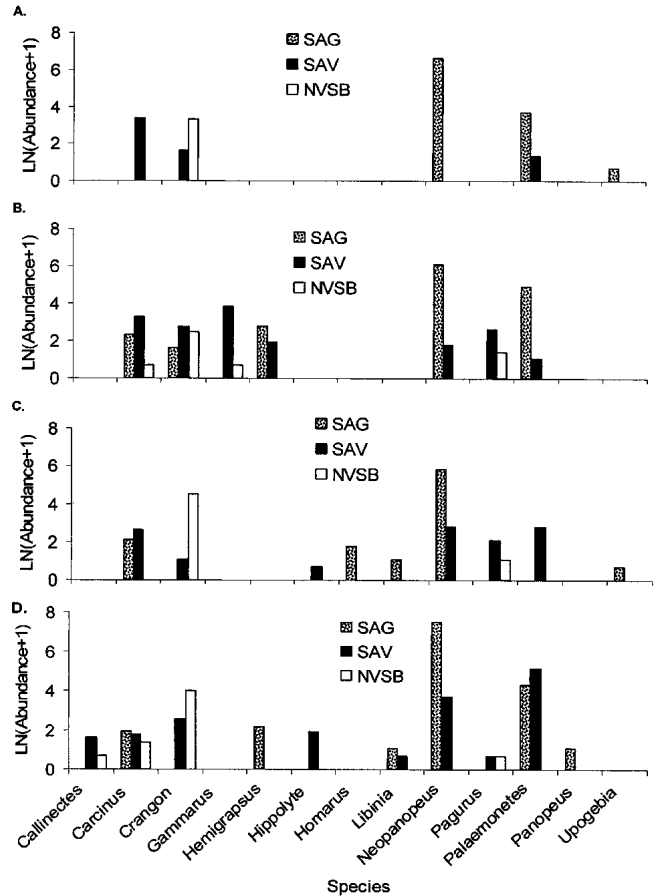 A.
LN(Abundance+1)
8
6
4
2
0
SAG
SAV
NVSB
B.
LN(Abundance+1)
8
6
4
2
0
SAG
SAV
NVSB
C.
LN(Abundance+1)
8
6
4
2
0
SAG
SAV
NVSB
D.
LN(Abundance+1)
8
6
4
2
0
SAG
SAV
NVSB
Callinectes
Carcinus
Crangon
Gammarus
Hemigrapsus
Hippolyte
Homarus
Libinia
Neopanopeus
Pagurus
Palaemonetes
Panopeus
Upogebia
Species